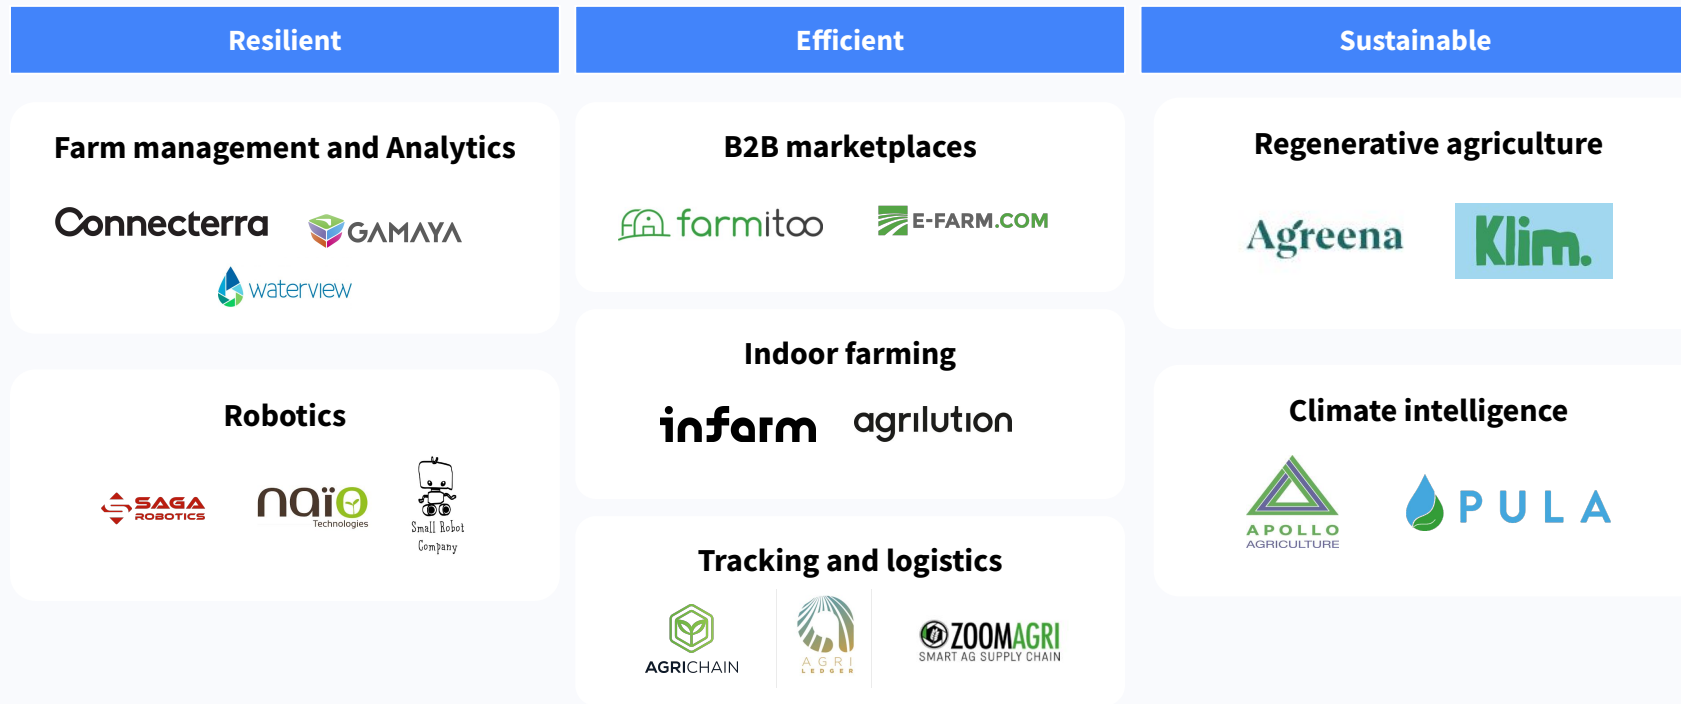 Resilient
Farm management and Analytics
Connecterra
GAMAYA
waterview
Robotics
SAGA
ROBOTICS
naïo
Technologies
Small Robot
Company
Efficient
B2B marketplaces
farmitoo
E-FARM.COM
Indoor farming
infarm
agrilution
Tracking and logistics
AGRICHAIN
AGRI
LEDGER
ZOOMAGRI
SMART AG SUPPLY CHAIN
Sustainable
Regenerative agriculture
Agreena
Klim.
Climate intelligence
APOLLO
AGRICULTURE
PULA